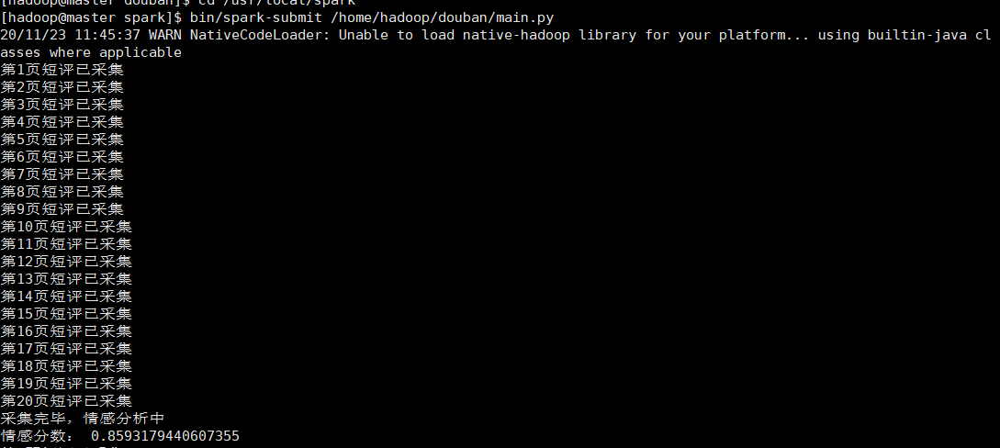 [hadoop@master douban]$ cd /usr/local/spark
[hadoop@master spark]$ bin/spark-submit /home/hadoop/douban/main.py
20/11/23 11:45:37 WARN NativeCodeLoader: Unable to load native-hadoop library for your platform... using builtin-java cl
asses where applicable
第1页短评已采集
第2页短评已采集
第3页短评已采集
第4页短评已采集
第5页短评已采集
第6页短评已采集
第7页短评已采集
第8页短评已采集
第9页短评已采集
第10页短评已采集
第11页短评已采集
第12页短评已采集
第13页短评已采集
第14页短评已采集
第15页短评已采集
第16页短评已采集
第17页短评已采集
第18页短评已采集
第19页短评已采集
第20页短评已采集
采集完毕，情感分析中
情感分数： 0.8593179440607355